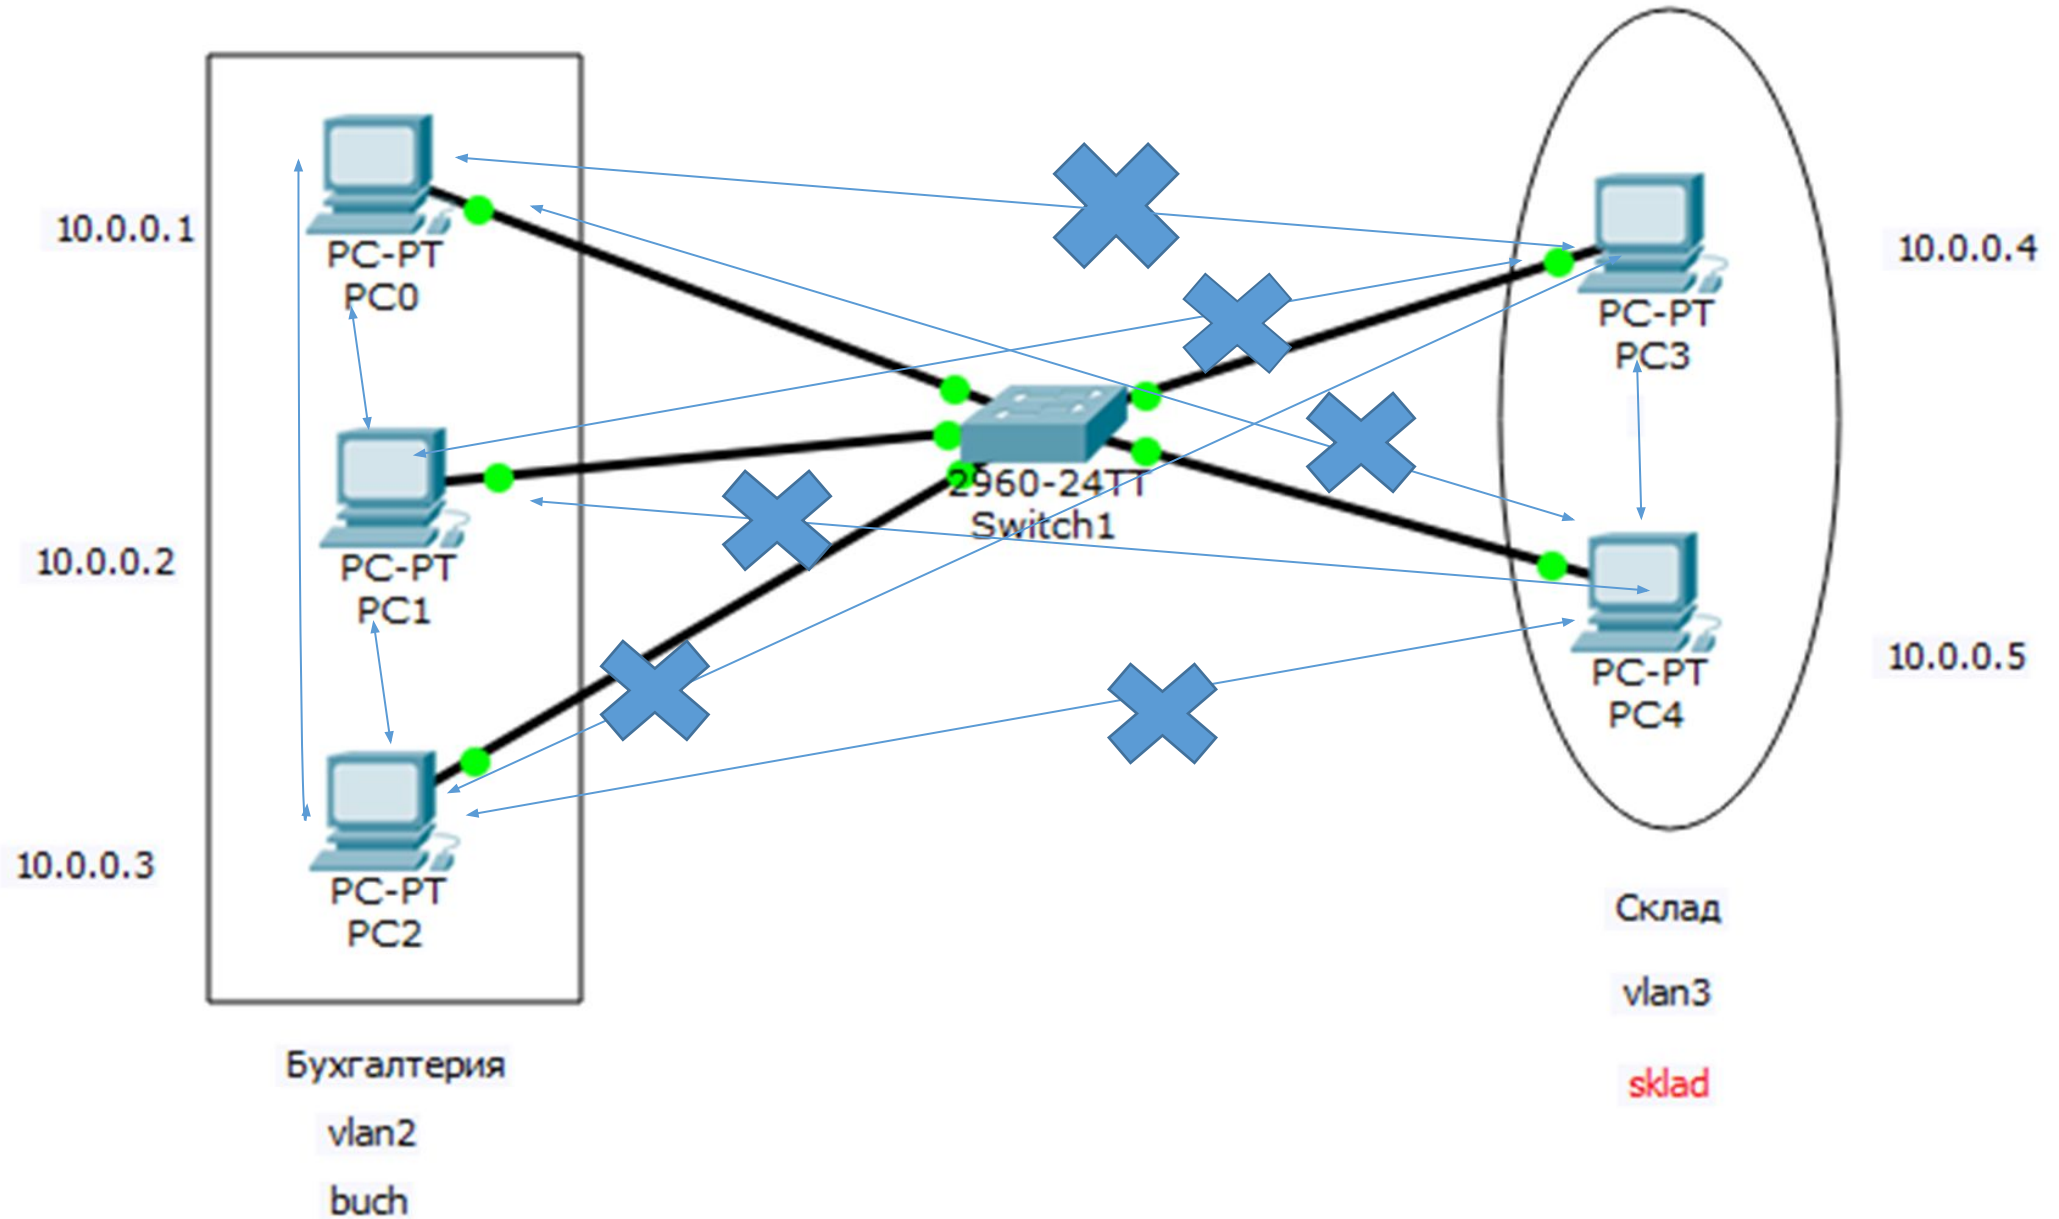 10.0.0.1
PC-PT
PC0
10.0.0.2
PC-PT
PC1
10.0.0.3
PC-PT
PC2
Бухгалтерия
vlan2
buch
2960-24TT
Switch1
PC-PT
PC3
10.0.0.4
PC-PT
PC4
10.0.0.5
Склад
vlan3
sklad